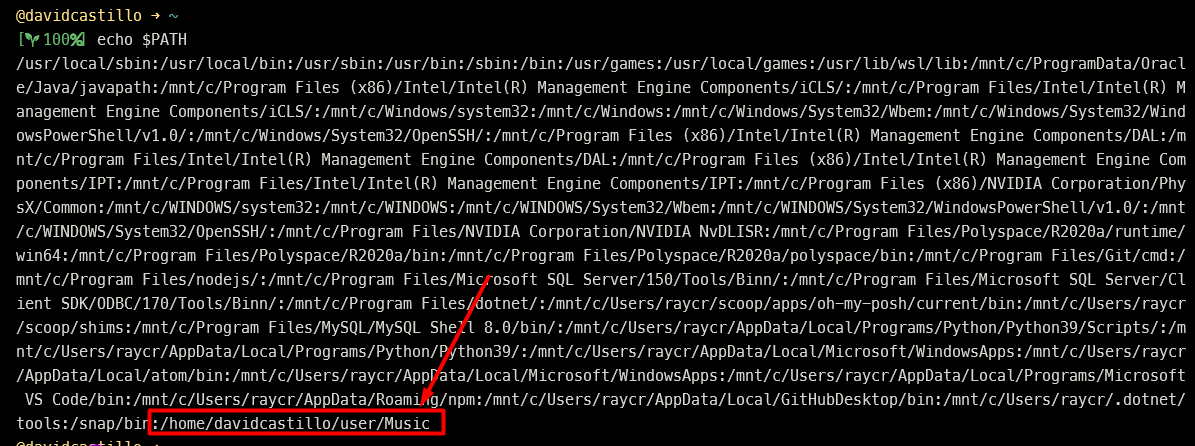 @davidcastillo → ~
[🌱100%] echo $PATH
/usr/local/sbin:/usr/local/bin:/usr/sbin:/usr/bin:/sbin:/bin:/usr/games:/usr/local/games:/usr/lib/wsl/lib:/mnt/c/ProgramData/Oracl
e/Java/javapath:/mnt/c/Program Files (x86)/Intel/Intel(R) Management Engine Components/iCLS/:/mnt/c/Program Files/Intel/Intel(R) M
anagement Engine Components/iCLS/:/mnt/c/Windows/system32:/mnt/c/Windows:/mnt/c/Windows/System32/Wbem:/mnt/c/Windows/System32/Wind
owsPowerShell/v1.0/:/mnt/c/Windows/System32/OpenSSH/:/mnt/c/Program Files (x86)/Intel/Intel(R) Management Engine Components/DAL:/m
nt/c/Program Files/Intel/Intel(R) Management Engine Components/DAL:/mnt/c/Program Files (x86)/Intel/Intel(R) Management Engine Com
ponents/IPT:/mnt/c/Program Files/Intel/Intel(R) Management Engine Components/IPT:/mnt/c/Program Files (x86)/NVIDIA Corporation/Phy
sX/Common:/mnt/c/WINDOWS/system32:/mnt/c/WINDOWS:/mnt/c/WINDOWS/System32/Wbem:/mnt/c/WINDOWS/System32/WindowsPowerShell/v1.0/:/mnt
/c/WINDOWS/System32/OpenSSH/:/mnt/c/Program Files/NVIDIA Corporation/NVIDIA NvDLISR:/mnt/c/Program Files/Polyspace/R2020a/runtime/
win64:/mnt/c/Program Files/Polyspace/R2020a/bin:/mnt/c/Program Files/Polyspace/R2020a/polyspace/bin:/mnt/c/Program Files/Git/cmd:/
mnt/c/Program Files/nodejs/:/mnt/c/Program Files/Microsoft SQL Server/150/Tools/Binn/:/mnt/c/Program Files/Microsoft SQL Server/Cl
ient SDK/ODBC/170/Tools/Binn/:/mnt/c/Program Files/dotnet/:/mnt/c/Users/raycr/scoop/apps/oh-my-posh/current/bin:/mnt/c/Users/raycr
/scoop/shims:/mnt/c/Program Files/MySQL/MySQL Shell 8.0/bin/:/mnt/c/Users/raycr/AppData/Local/Programs/Python/Python39/Scripts/:/m
nt/c/Users/raycr/AppData/Local/Programs/Python/Python39/:/mnt/c/Users/raycr/AppData/Local/Microsoft/WindowsApps:/mnt/c/Users/raycr
/AppData/Local/atom/bin:/mnt/c/Users/raycr/AppData/Local/Microsoft/WindowsApps:/mnt/c/Users/raycr/AppData/Local/Programs/Microsoft
 VS Code/bin:/mnt/c/Users/raycr/AppData/Roaming/npm:/mnt/c/Users/raycr/AppData/Local/GitHubDesktop/bin:/mnt/c/Users/raycr/.dotnet/
tools:/snap/bin:/home/davidcastillo/user/Music
@davidcastillo